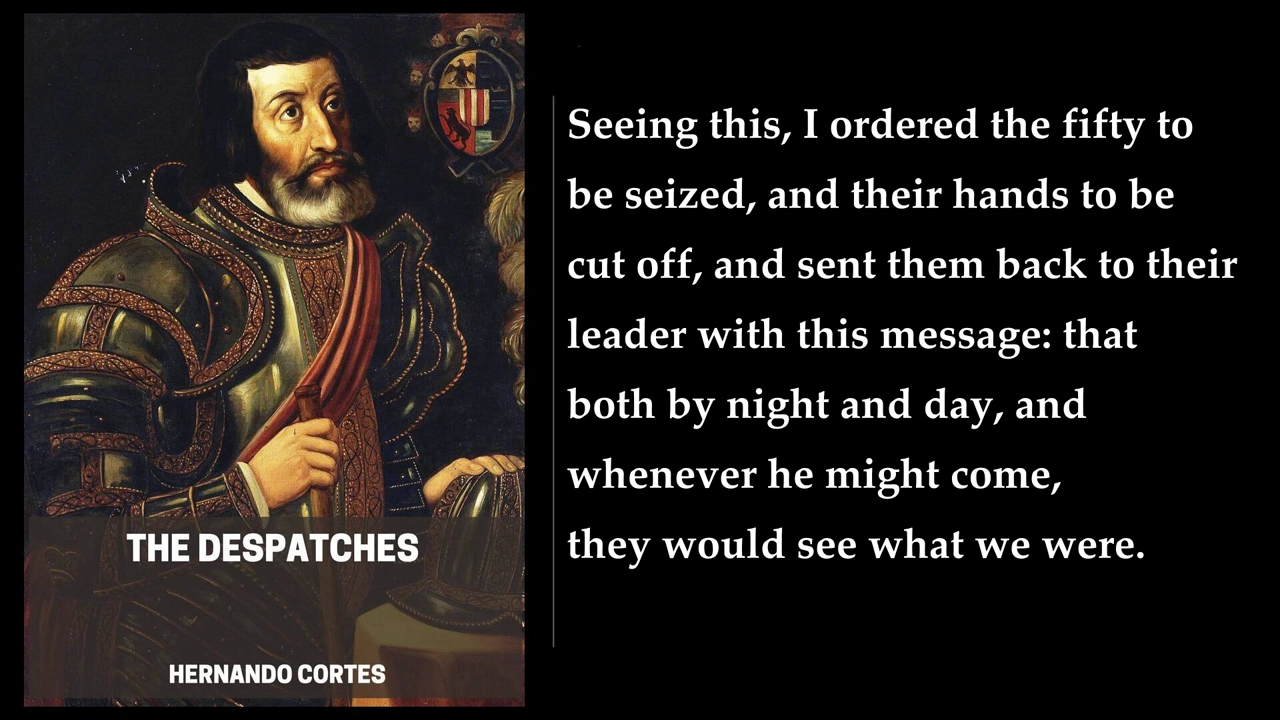 THE DESPATCHES
HERNANDO CORTES
Seeing this, I ordered the fifty to
be seized, and their hands to be
cut off, and sent them back to their
leader with this message: that
both by night and day, and
whenever he might come,
they would see what we were.